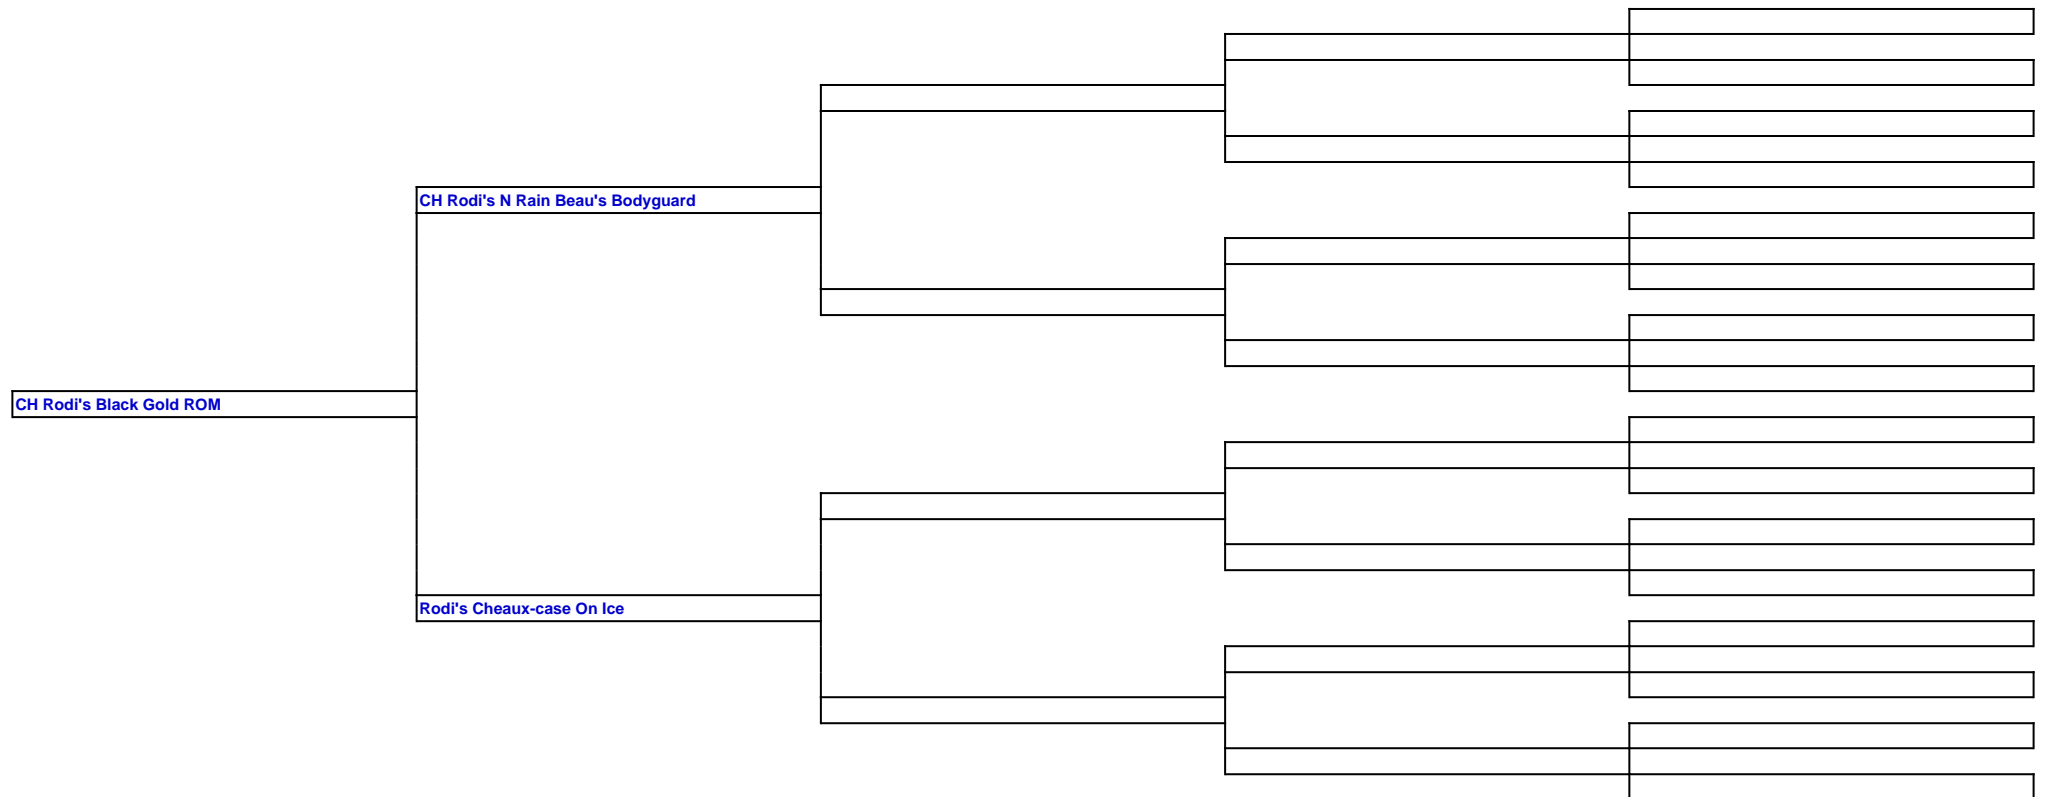 CH Rodi's N Rain Beau's Bodyguard
CH Rodi's Black Gold ROM
Rodi's Cheaux-case On Ice